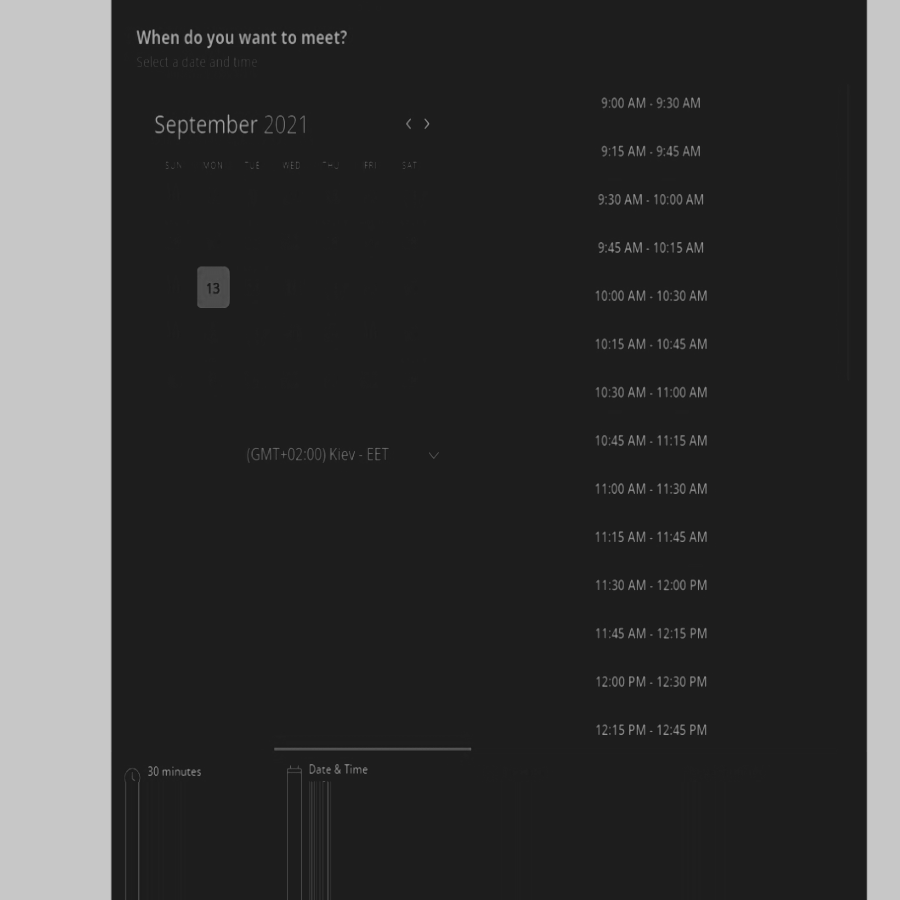 When do you want to meet?
Select a date and time
September 2021
SUN MON TUE WED THU FRI SAT
13
(GMT+02:00) Kiev - EET
9:00 AM - 9:30 AM
9:15 AM - 9:45 AM
9:30 AM - 10:00 AM
9:45 AM - 10:15 AM
10:00 AM - 10:30 AM
10:15 AM - 10:45 AM
10:30 AM - 11:00 AM
10:45 AM - 11:15 AM
11:00 AM - 11:30 AM
11:15 AM - 11:45 AM
11:30 AM - 12:00 PM
11:45 AM - 12:15 PM
12:00 PM - 12:30 PM
12:15 PM - 12:45 PM
30 minutes
Date & Time